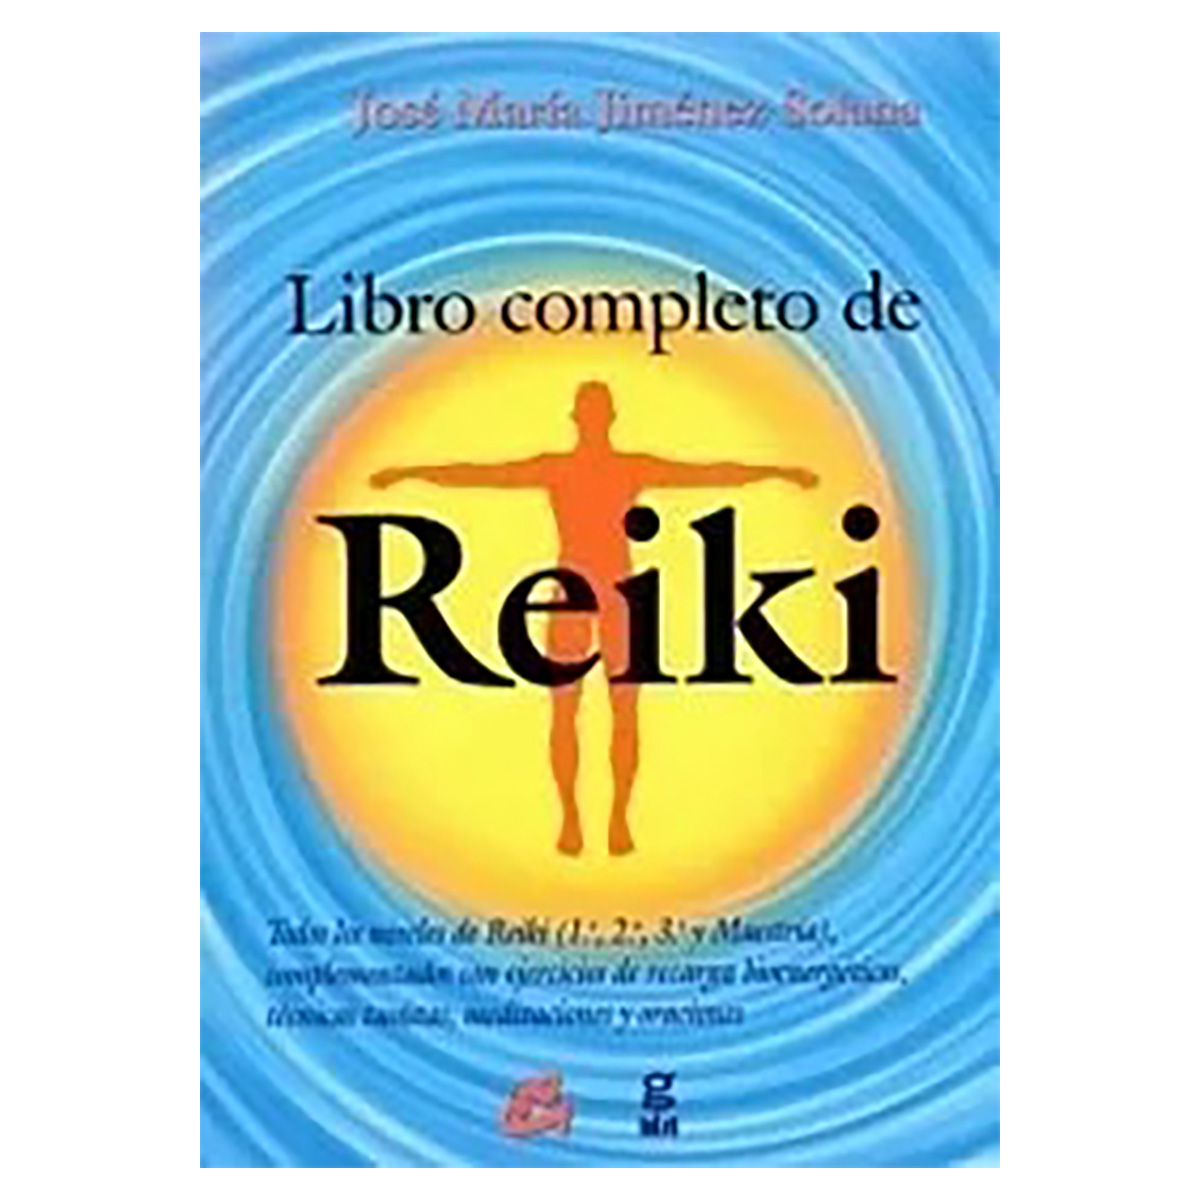 José María Jiménez Solana
Libro completo de
Reiki
Todos los niveles de Reiki (1.º, 2.º, 3.º y Maestría),
complementados con ejercicios de recarga bioenergética,
técnicas taoístas, meditaciones y
g